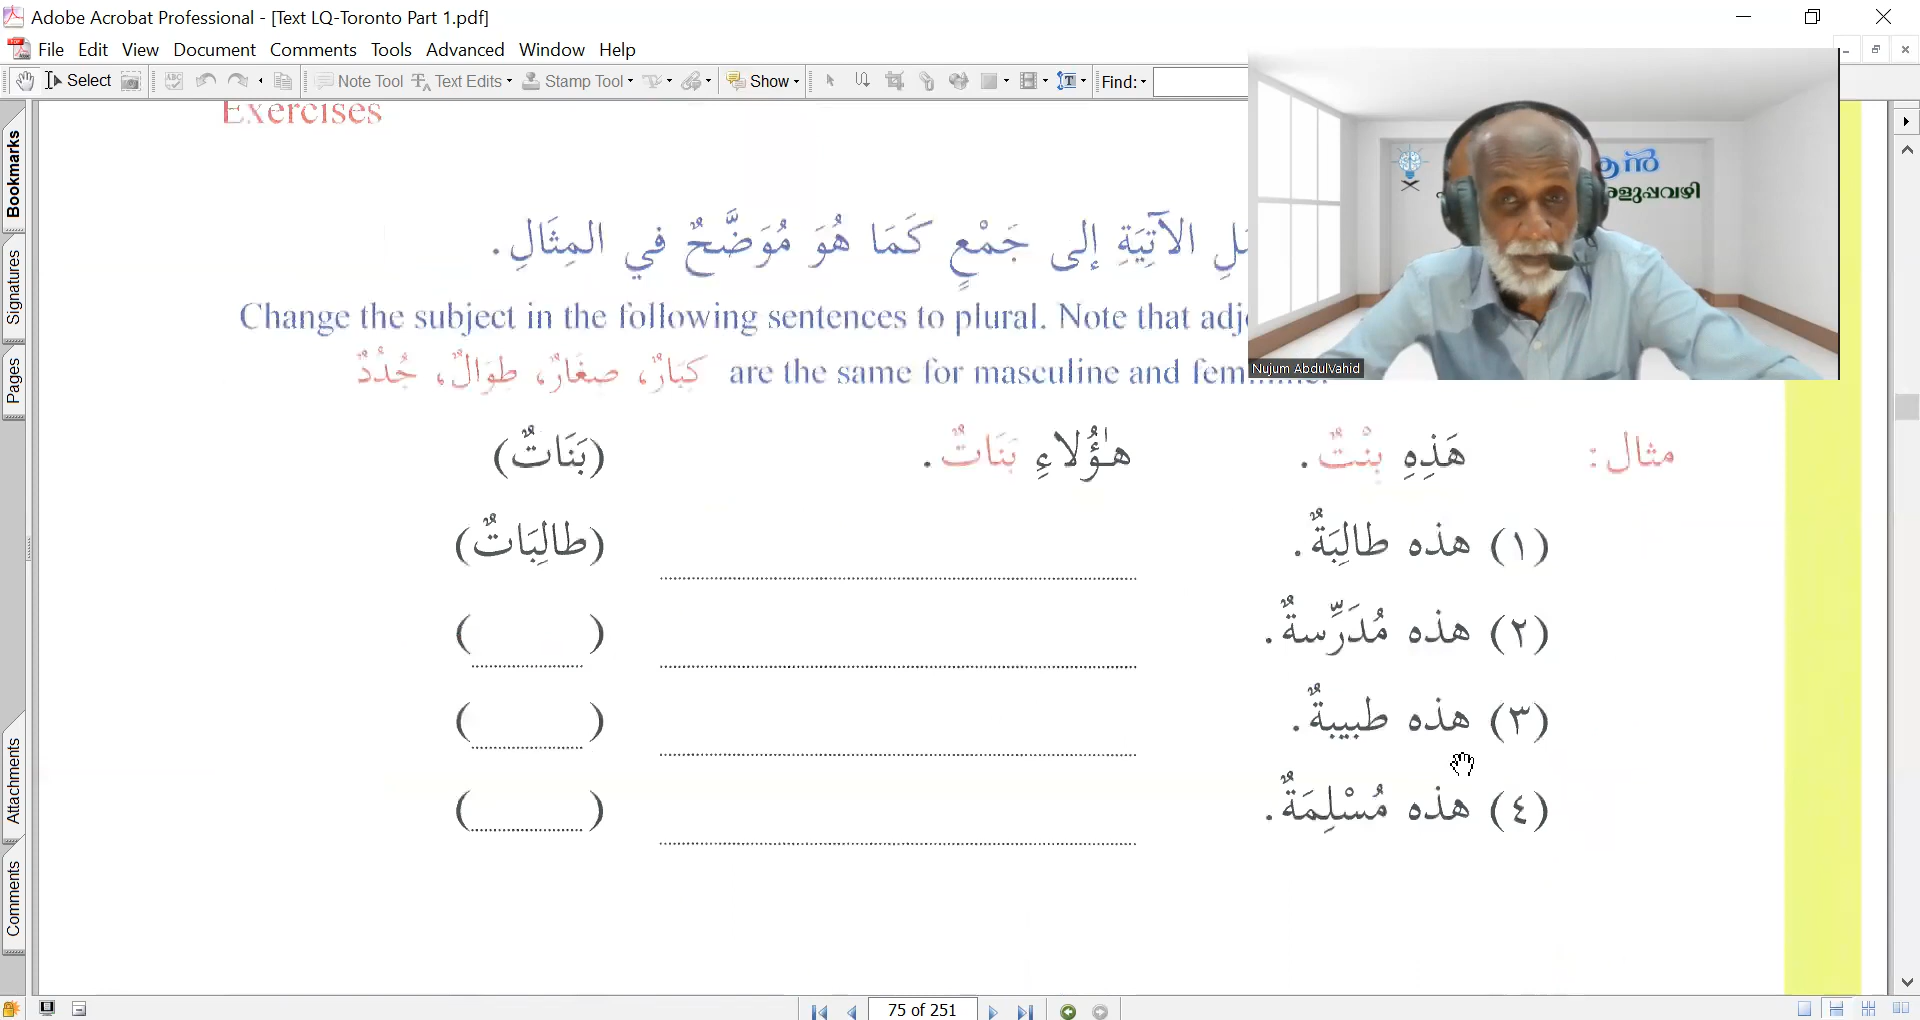 Adobe Acrobat Professional - [Text LQ-Toronto Part 1.pdf]
File Edit View Document Comments Tools Advanced Window Help
Select Note Tool Text Edits Stamp Tool Show Find:
Exercises
الآتِيَةِ إلى جَمْعٍ كَمَا هُوَ مُوَضَّحٌ في المِثَالِ.
Change the subject in the following sentences to plural. Note that
كِبَارٌ، صِغَارٌ، طِوَالٌ، جُدُدٌ are the same for masculine and
مثال: هَذِهِ بِنْتٌ. هـٰؤُلاءِ بَنَاتٌ. (بَنَاتٌ)
(١) هذه طالِبَةٌ. (طالِبَاتٌ)
(٢) هذه مُدَرِّسةٌ. ( )
(٣) هذه طبيبةٌ. ( )
(٤) هذه مُسْلِمَةٌ. ( )
Nujum AbdulVahid
Bookmarks
Signatures
Pages
Attachments
Comments
75 of 251